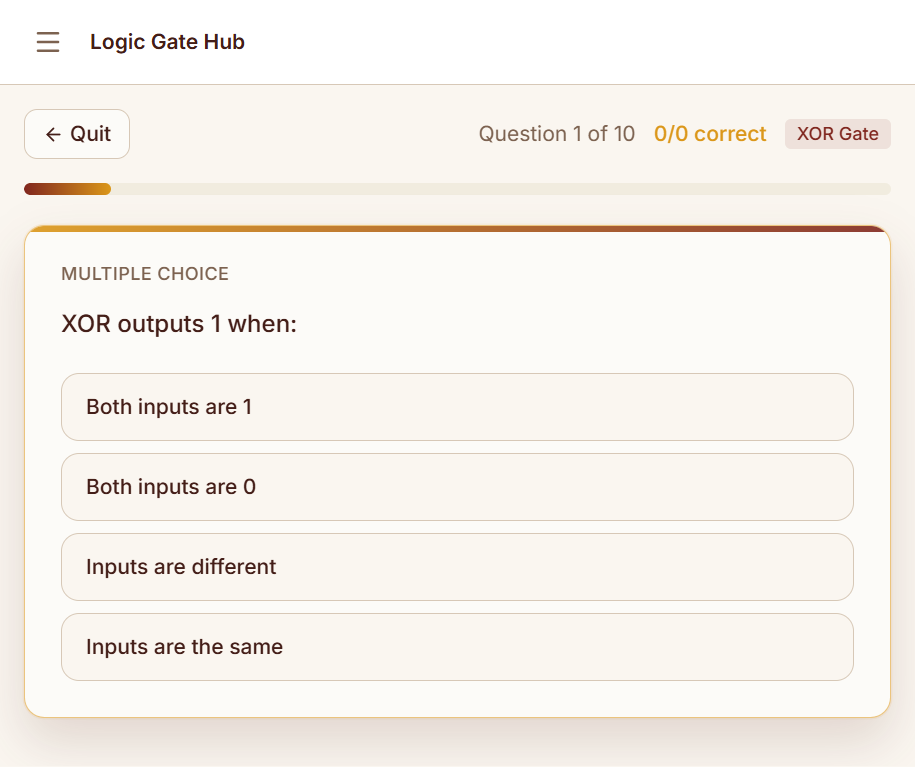 Logic Gate Hub
← Quit
Question 1 of 10 0/0 correct XOR Gate
MULTIPLE CHOICE
XOR outputs 1 when:
Both inputs are 1
Both inputs are 0
Inputs are different
Inputs are the same